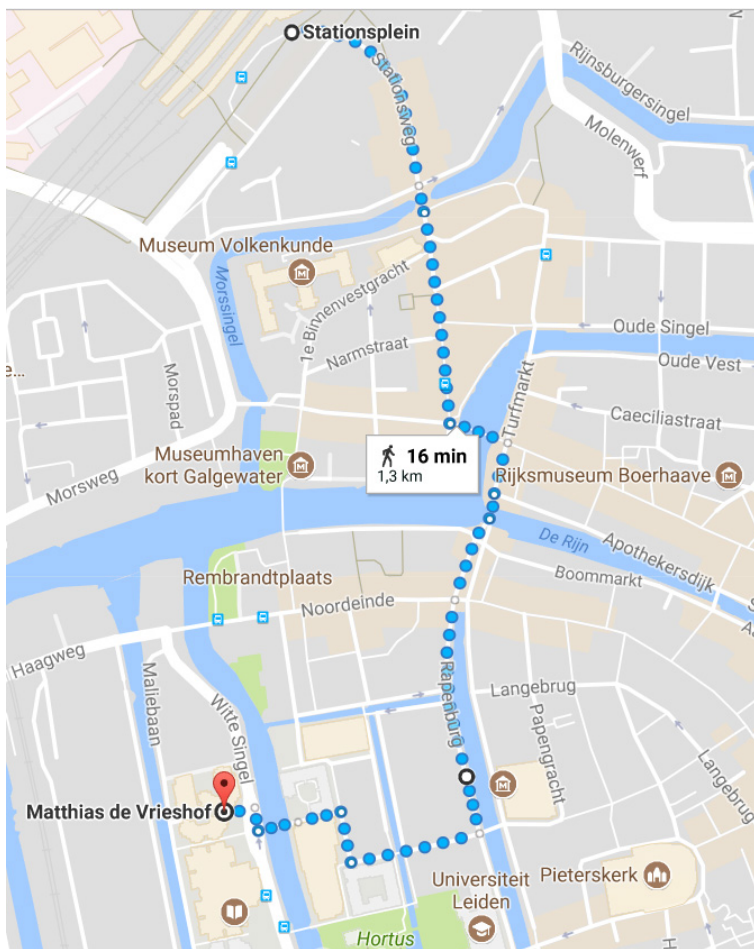 Stationsplein
Stationsweg
Rijnsburgersingel
Molenwerf
Museum Volkenkunde
Morssingel
1e Binnenvestgracht
Oude Singel
Narmstraat
Oude Vest
Turfmarkt
Morspad
Caeciliastraat
16 min
1,3 km
Museumhaven
kort Galgewater
Morsweg
Rijksmuseum Boerhaave
De Rijn
Apothekersdijk
Rembrandtplaats
Boommarkt
Noordeinde
Haagweg
Maliebaan
Witte Singel
Rapenburg
Langebrug
Papengracht
Langebrug
Matthias de Vrieshof
Universiteit
Leiden
Pieterskerk
Hortus